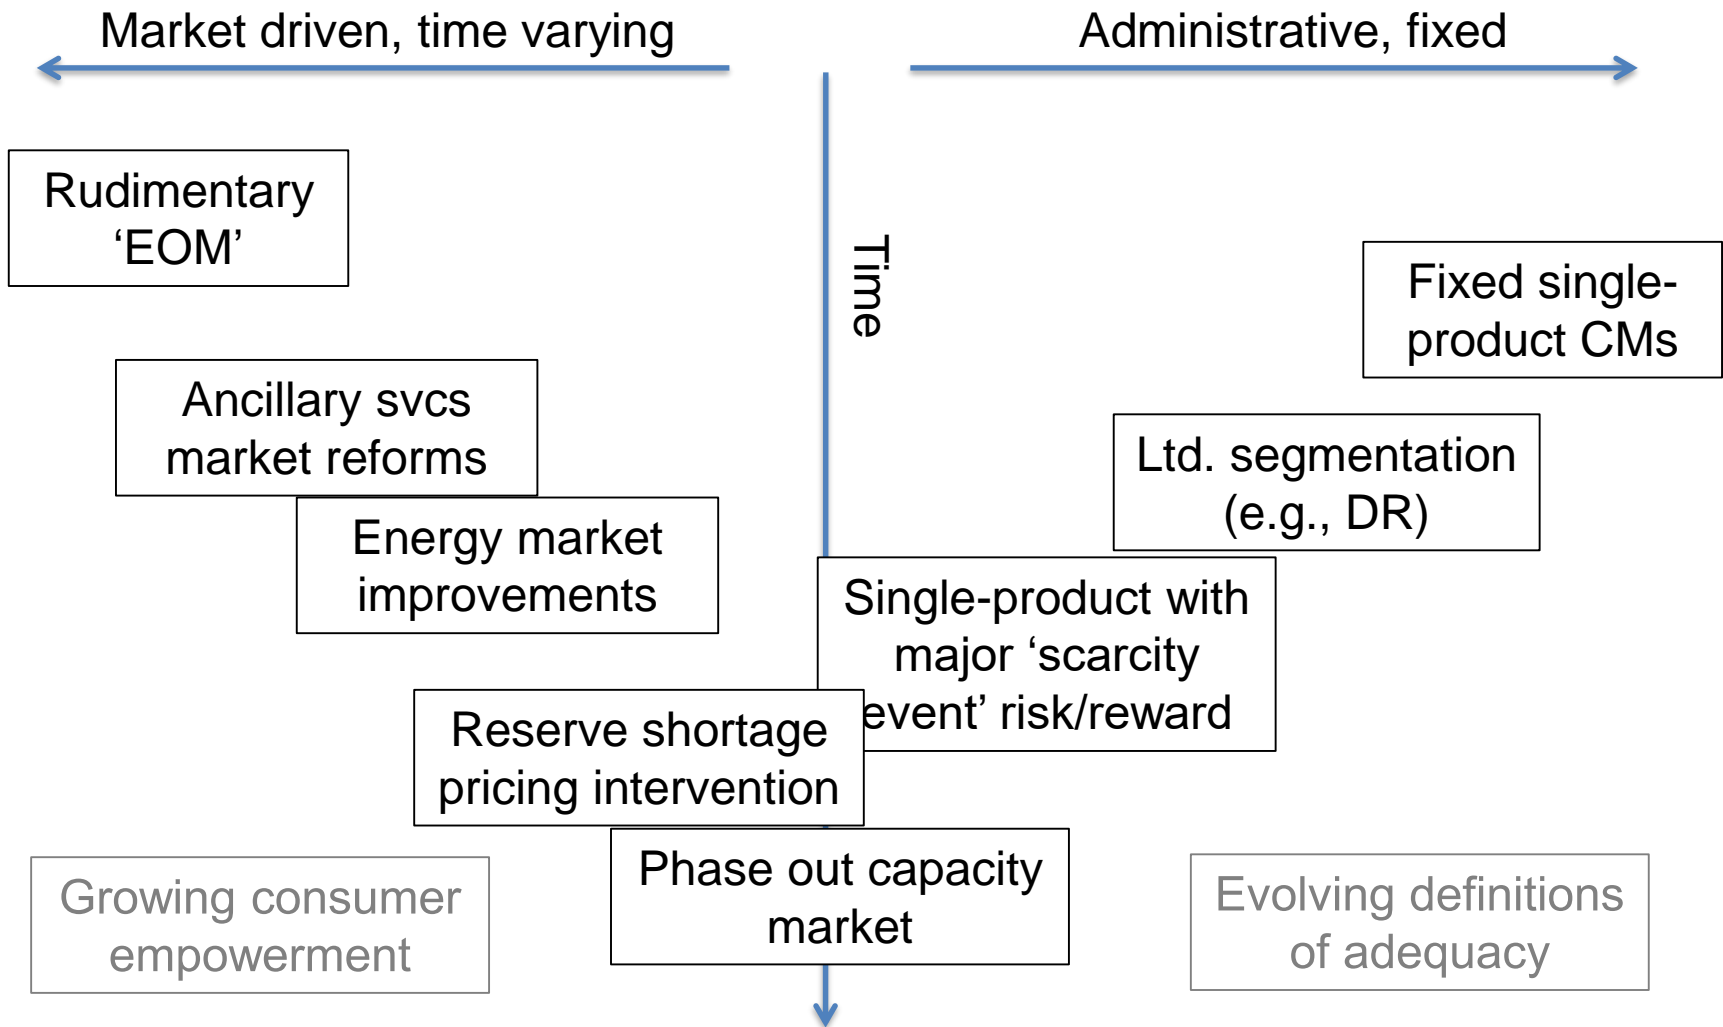 Market driven, time varying
Administrative, fixed
Rudimentary
‘EOM’
Time
Fixed single-
product CMs
Ancillary svcs
market reforms
Ltd. segmentation
(e.g., DR)
Energy market
improvements
Single-product with
major ‘scarcity
event’ risk/reward
Reserve shortage
pricing intervention
Phase out capacity
market
Growing consumer
empowerment
Evolving definitions
of adequacy